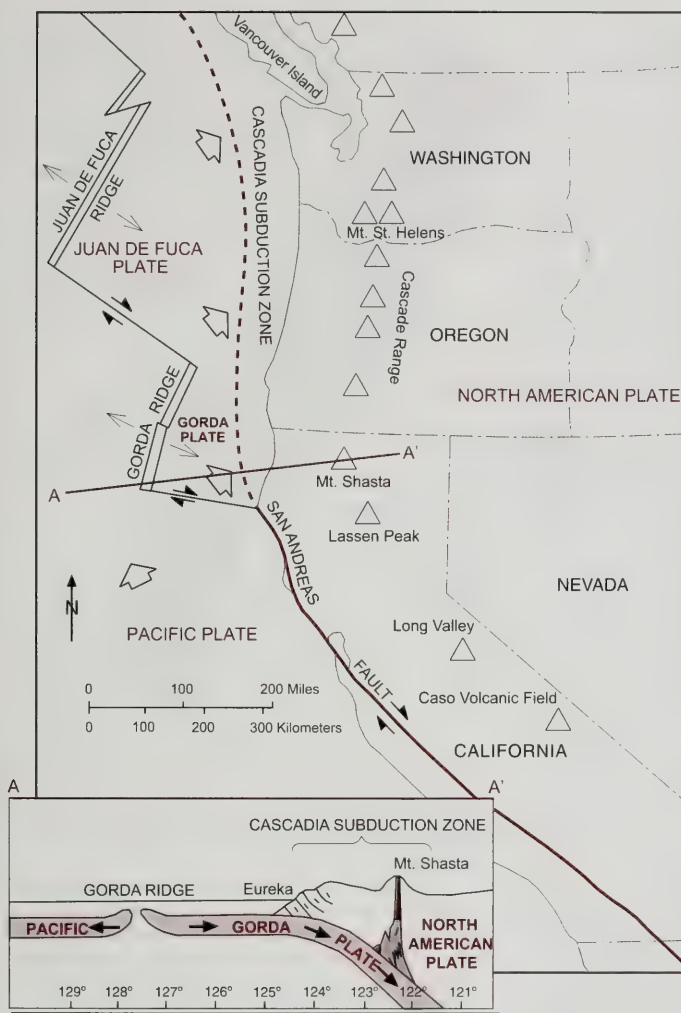 Vancouver Island
CASCADIA SUBDUCTION ZONE
WASHINGTON
JUAN DE FUCA
RIDGE
Mt. St. Helens
JUAN DE FUCA
PLATE
Cascade Range
OREGON
NORTH AMERICAN PLATE
GORDA RIDGE
GORDA
PLATE
A
A'
Mt. Shasta
SAN ANDREAS
FAULT
Lassen Peak
NEVADA
N
PACIFIC PLATE
Long Valley
Caso Volcanic Field
CALIFORNIA
0 100 200 Miles
0 100 200 300 Kilometers
A
A'
CASCADIA SUBDUCTION ZONE
Mt. Shasta
GORDA RIDGE
Eureka
PACIFIC
GORDA
PLATE
NORTH
AMERICAN
PLATE
129° 128° 127° 126° 125° 124° 123° 122° 121°